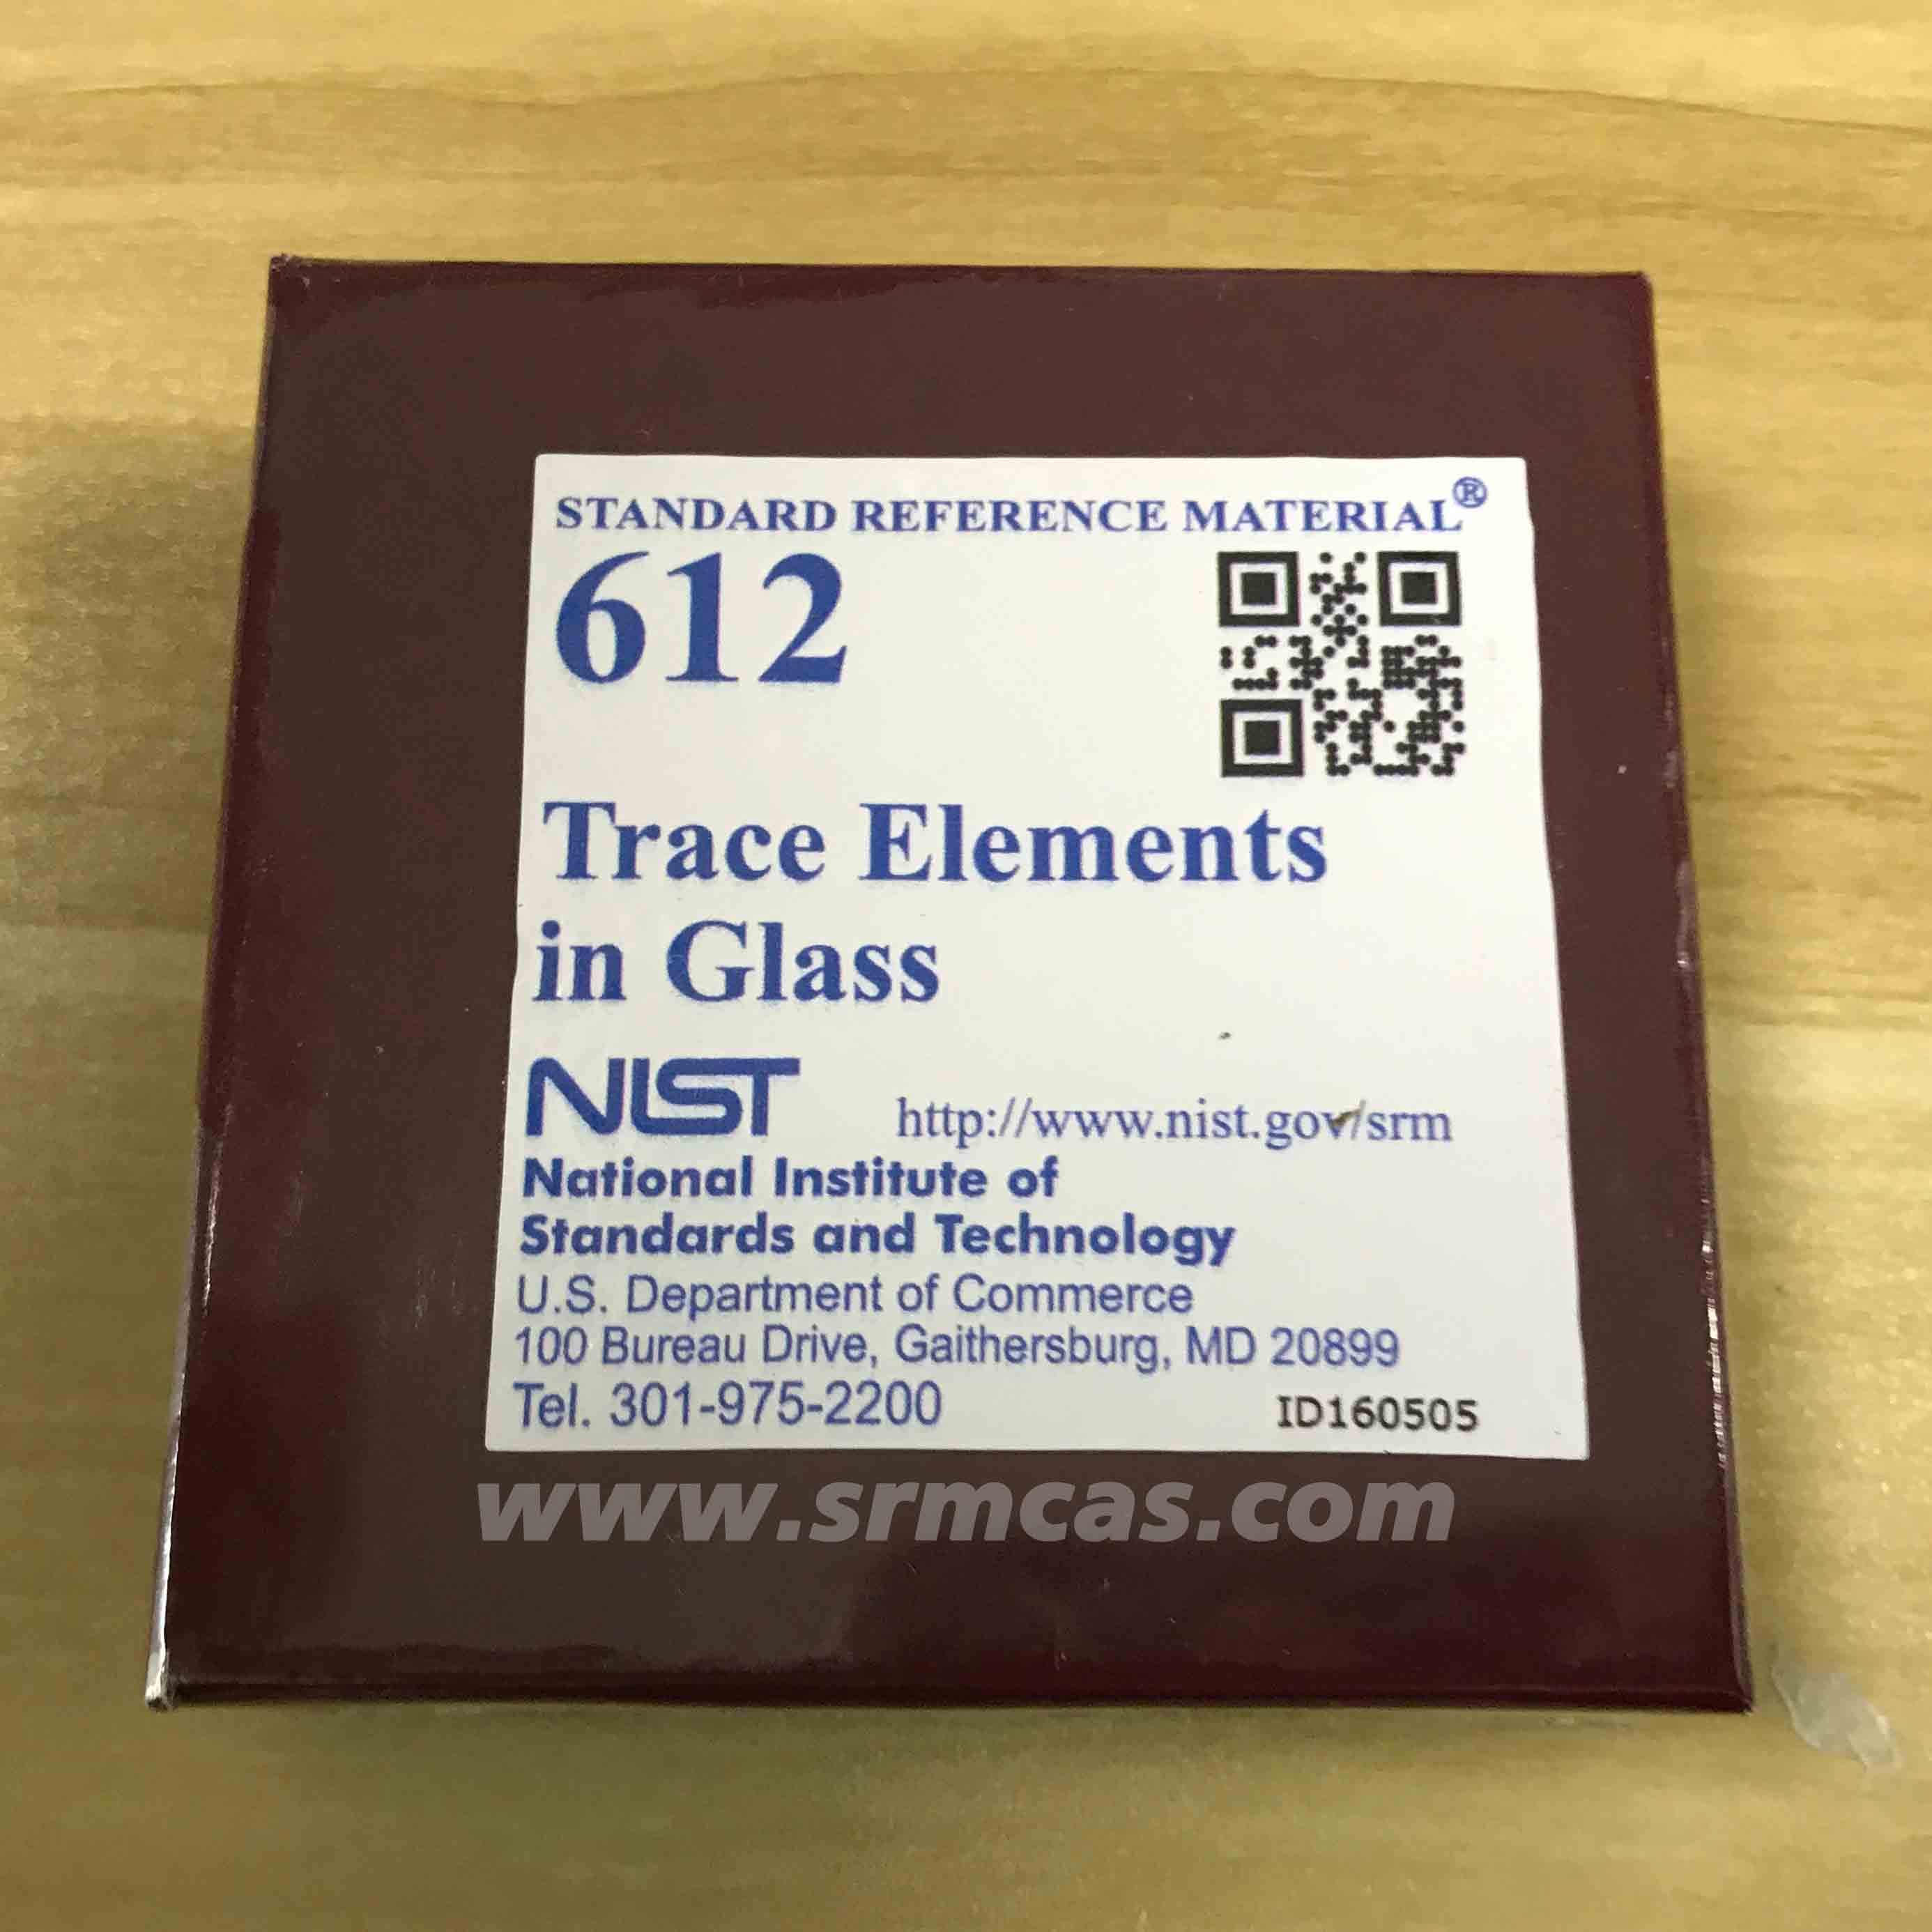 STANDARD REFERENCE MATERIAL®
612
Trace Elements
in Glass
NIST http://www.nist.gov/srm
National Institute of
Standards and Technology
U.S. Department of Commerce
100 Bureau Drive, Gaithersburg, MD 20899
Tel. 301-975-2200 ID160505
www.srmcas.com